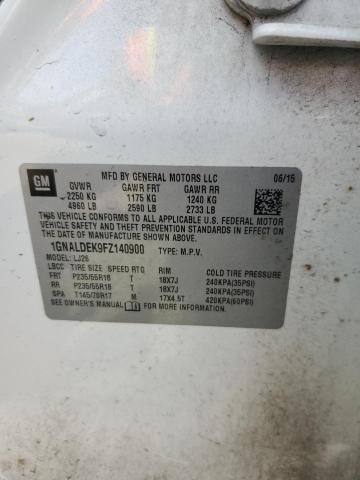 MFD BY GENERAL MOTORS LLC 06/15
GM
GVWR GAWR FRT GAWR RR
2250 KG 1175 KG 1240 KG
4960 LB 2590 LB 2733 LB
THIS VEHICLE CONFORMS TO ALL APPLICABLE U.S. FEDERAL MOTOR
VEHICLE SAFETY, BUMPER, AND THEFT PREVENTION STANDARDS IN EFFECT ON
THE DATE OF MANUFACTURE SHOWN ABOVE.
1GNALDEK9FZ140900 TYPE: M.P.V.
MODEL: LJ26
LBCC TIRE SIZE SPEED RTG RIM COLD TIRE PRESSURE
FRT P235/55R18 T 18X7J 240KPA(35PSI)
RR P235/55R18 T 18X7J 240KPA(35PSI)
SPA T145/70R17 M 17X4.5T 420KPA(60PSI)
SEE OWNER'S MANUAL FOR MORE INFORMATION.